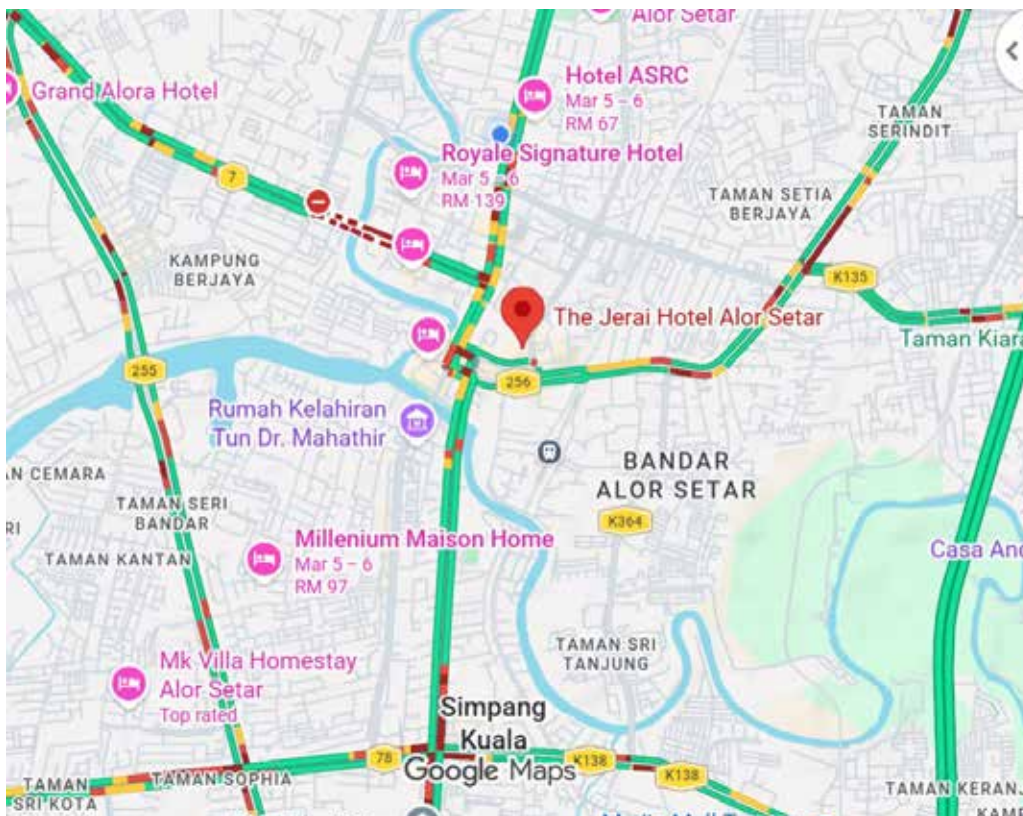 Alor Setar
Hotel ASRC
Mar 5 – 6
RM 67
Grand Alora Hotel
TAMAN
SERINDIT
Royale Signature Hotel
Mar 5 – 6
RM 139
7
TAMAN SETIA
BERJAYA
KAMPUNG
BERJAYA
K135
The Jerai Hotel Alor Setar
Taman Kiara
255
256
Rumah Kelahiran
Tun Dr. Mahathir
BANDAR
ALOR SETAR
AN CEMARA
TAMAN SERI
BANDAR
RI
K364
TAMAN KANTAN
Millenium Maison Home
Mar 5 – 6
RM 97
Casa And
TAMAN SRI
TANJUNG
Mk Villa Homestay
Alor Setar
Top rated
Simpang
Kuala
78
K138
Google Maps
K138
TAMAN
SRI KOTA
TAMAN SOPHIA
TAMAN KERANJ